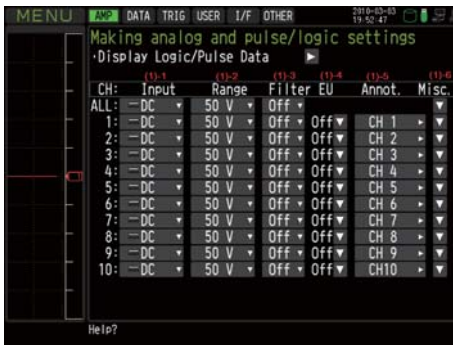 MENU AMP DATA TRIG USER I/F OTHER 2010-03-03
19:52:47
Making analog and pulse/logic settings
·Display Logic/Pulse Data
(1)-1 (1)-2 (1)-3 (1)-4 (1)-5 (1)-6
CH: Input Range Filter EU Annot. Misc.
ALL: DC 50 V Off
1: DC 50 V Off Off CH 1
2: DC 50 V Off Off CH 2
3: DC 50 V Off Off CH 3
4: DC 50 V Off Off CH 4
5: DC 50 V Off Off CH 5
6: DC 50 V Off Off CH 6
7: DC 50 V Off Off CH 7
8: DC 50 V Off Off CH 8
9: DC 50 V Off Off CH 9
10: DC 50 V Off Off CH10
Help?